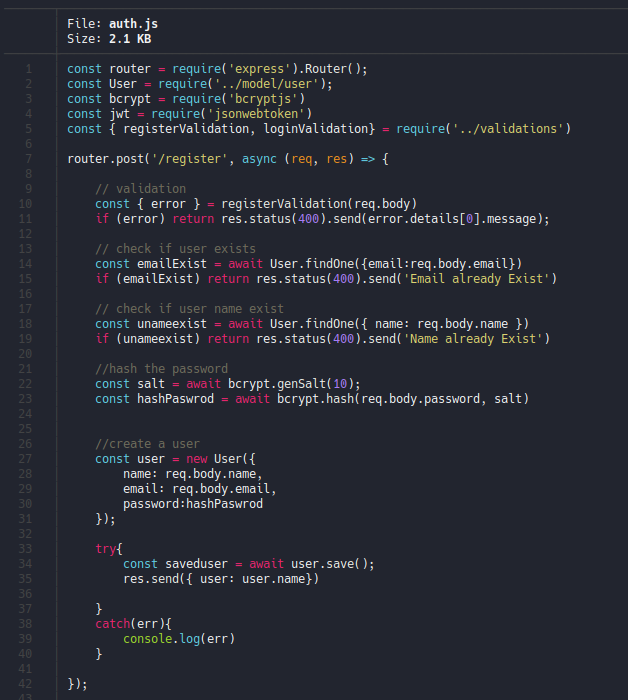 File: auth.js
Size: 2.1 KB
1 const router = require('express').Router();
2 const User = require('../model/user');
3 const bcrypt = require('bcryptjs')
4 const jwt = require('jsonwebtoken')
5 const { registerValidation, loginValidation} = require('../validations')
6
7 router.post('/register', async (req, res) => {
8
9 // validation
10 const { error } = registerValidation(req.body)
11 if (error) return res.status(400).send(error.details[0].message);
12
13 // check if user exists
14 const emailExist = await User.findOne({email:req.body.email})
15 if (emailExist) return res.status(400).send('Email already Exist')
16
17 // check if user name exist
18 const unameexist = await User.findOne({ name: req.body.name })
19 if (unameexist) return res.status(400).send('Name already Exist')
20
21 //hash the password
22 const salt = await bcrypt.genSalt(10);
23 const hashPaswrod = await bcrypt.hash(req.body.password, salt)
24
25
26 //create a user
27 const user = new User({
28 name: req.body.name,
29 email: req.body.email,
30 password:hashPaswrod
31 });
32
33 try{
34 const saveduser = await user.save();
35 res.send({ user: user.name})
36
37 }
38 catch(err){
39 console.log(err)
40 }
41
42 });
43